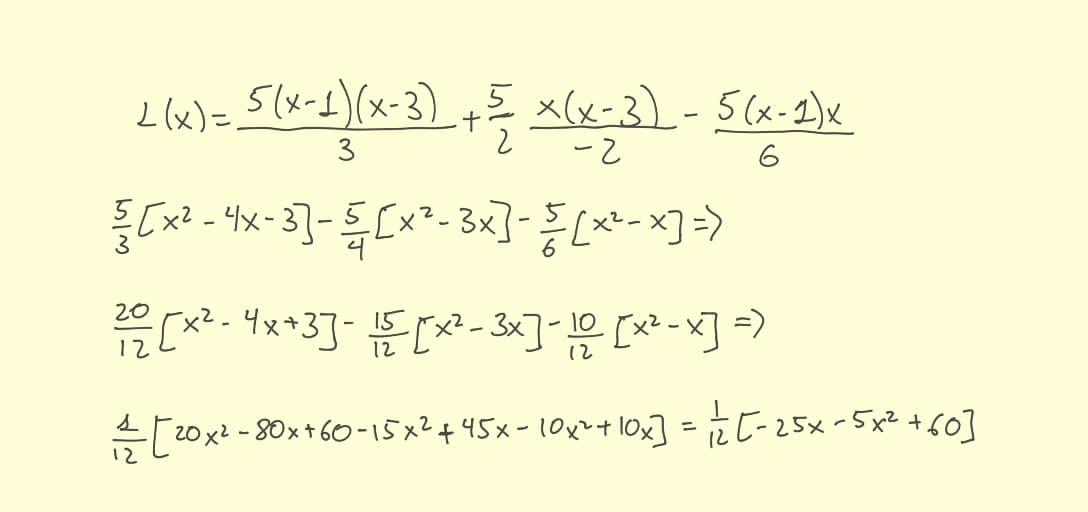 L(x) = \frac{5(x-1)(x-3)}{3} + \frac{5}{2} \frac{x(x-3)}{-2} - \frac{5(x-1)x}{6}
\frac{5}{3} [x^2 - 4x - 3] - \frac{5}{4} [x^2 - 3x] - \frac{5}{6} [x^2 - x] =>
\frac{20}{12} [x^2 - 4x + 3] - \frac{15}{12} [x^2 - 3x] - \frac{10}{12} [x^2 - x] =>
\frac{1}{12} [20x^2 - 80x + 60 - 15x^2 + 45x - 10x^2 + 10x] = \frac{1}{12} [-25x - 5x^2 + 60]